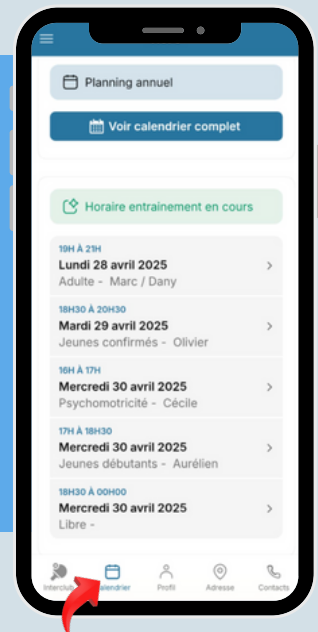 Planning annuel
Voir calendrier complet
Horaire entrainement en cours
19H À 21H
Lundi 28 avril 2025
Adulte - Marc / Dany
18H30 À 20H30
Mardi 29 avril 2025
Jeunes confirmés - Olivier
16H À 17H
Mercredi 30 avril 2025
Psychomotricité - Cécile
17H À 18H30
Mercredi 30 avril 2025
Jeunes débutants - Aurélien
18H30 À 00H00
Mercredi 30 avril 2025
Libre -
Interclub Calendrier Profil Adresse Contacts